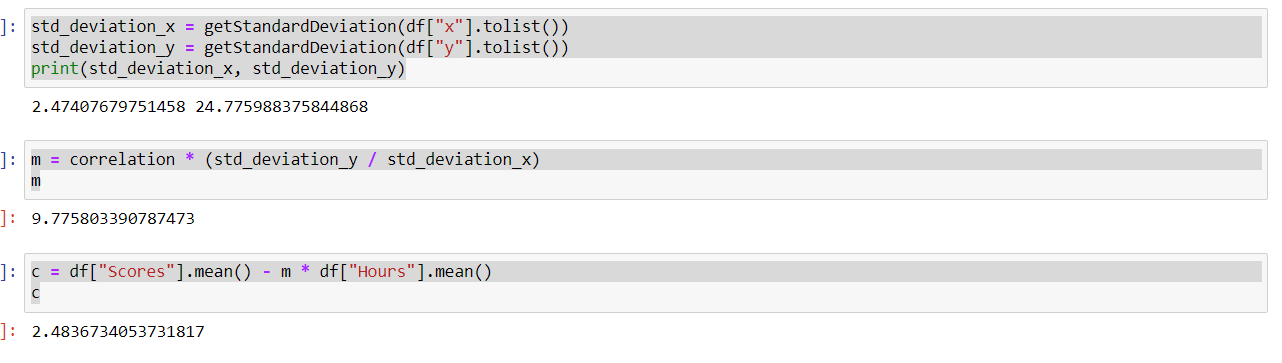 ]: std_deviation_x = getStandardDeviation(df["x"].tolist())
std_deviation_y = getStandardDeviation(df["y"].tolist())
print(std_deviation_x, std_deviation_y)
2.47407679751458 24.775988375844868
]: m = correlation * (std_deviation_y / std_deviation_x)
m
]: 9.775803390787473
]: c = df["Scores"].mean() - m * df["Hours"].mean()
c
]: 2.4836734053731817